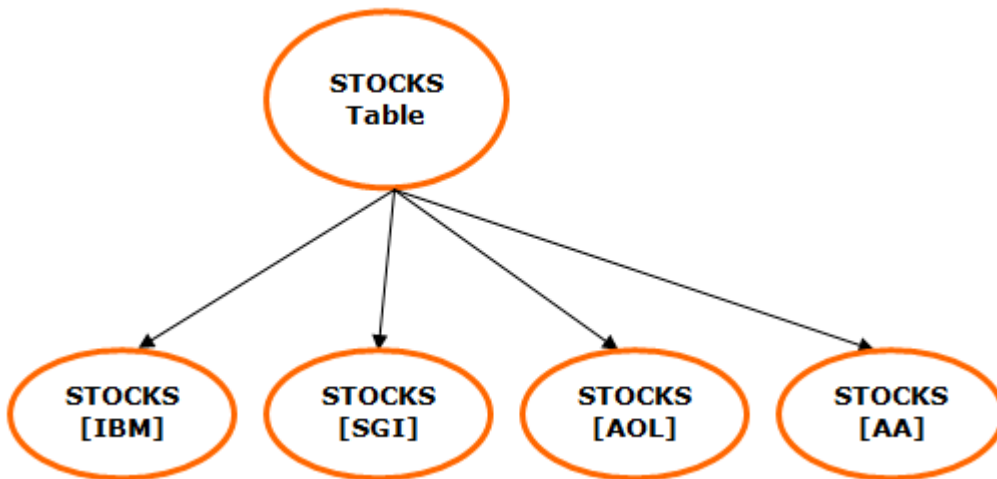 STOCKS
Table
STOCKS
[IBM]
STOCKS
[SGI]
STOCKS
[AOL]
STOCKS
[AA]